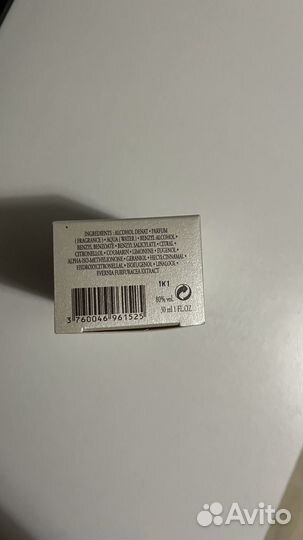 INGREDIENTS : ALCOHOL DENAT • PARFUM
( FRAGRANCE ) • AQUA ( WATER ) • BENZYL ALCOHOL •
BENZYL BENZOATE • BENZYL SALICYLATE • CITRAL •
CITRONELLOL • COUMARIN • LIMONENE • EUGENOL •
ALPHA-ISO-METHYLIONONE • GERANIOL • HEXYL CINNAMAL •
HYDROXYCITRONELLAL • ISOEUGENOL • LINALOOL •
EVERNIA FURFURACEA EXTRACT
1K1
80% vol.
30 ml 1 FL.OZ.
3 760046 961525
Avito